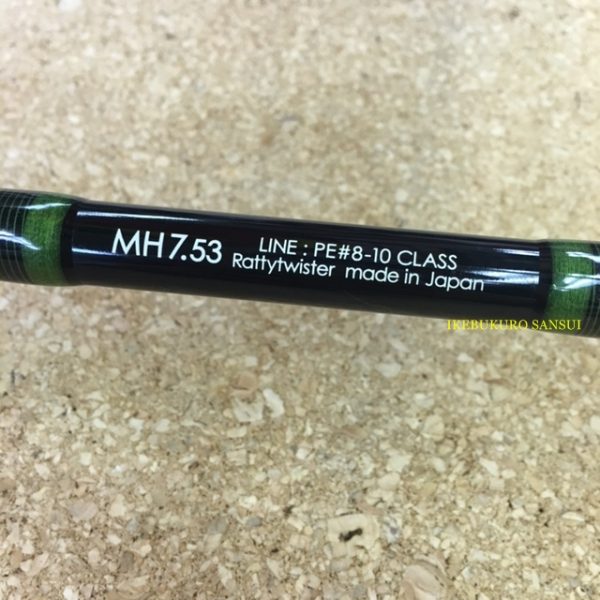 MH7.53
LINE : PE#8-10 CLASS
Rattytwister made in Japan
IKEBUKURO SANSUI